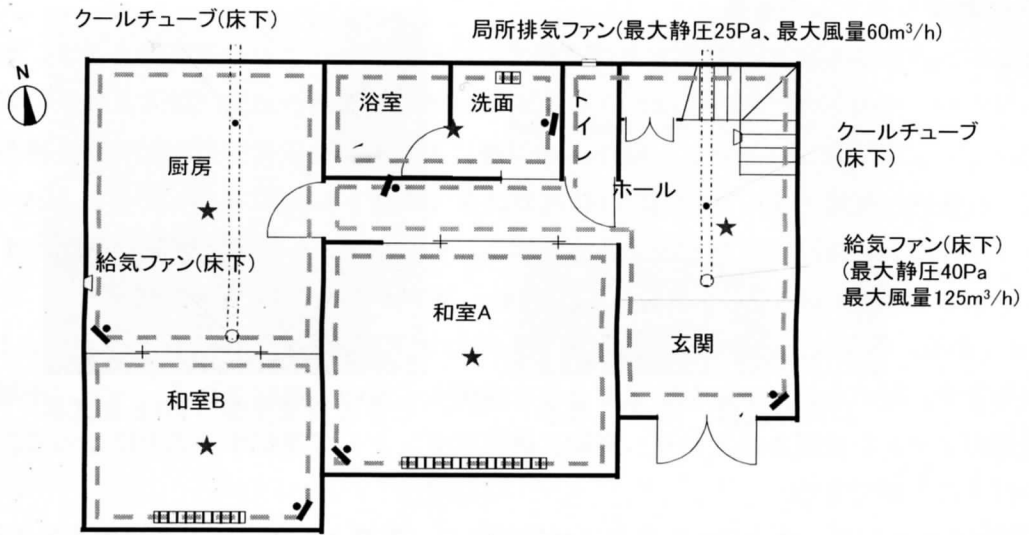 クールチューブ(床下)
局所排気ファン(最大静圧25Pa、最大風量60m³/h)
N
浴室
洗面
トイレ
クールチューブ
(床下)
厨房
ホール
給気ファン(床下)
給気ファン(床下)
(最大静圧40Pa
最大風量125m³/h)
和室A
玄関
和室B